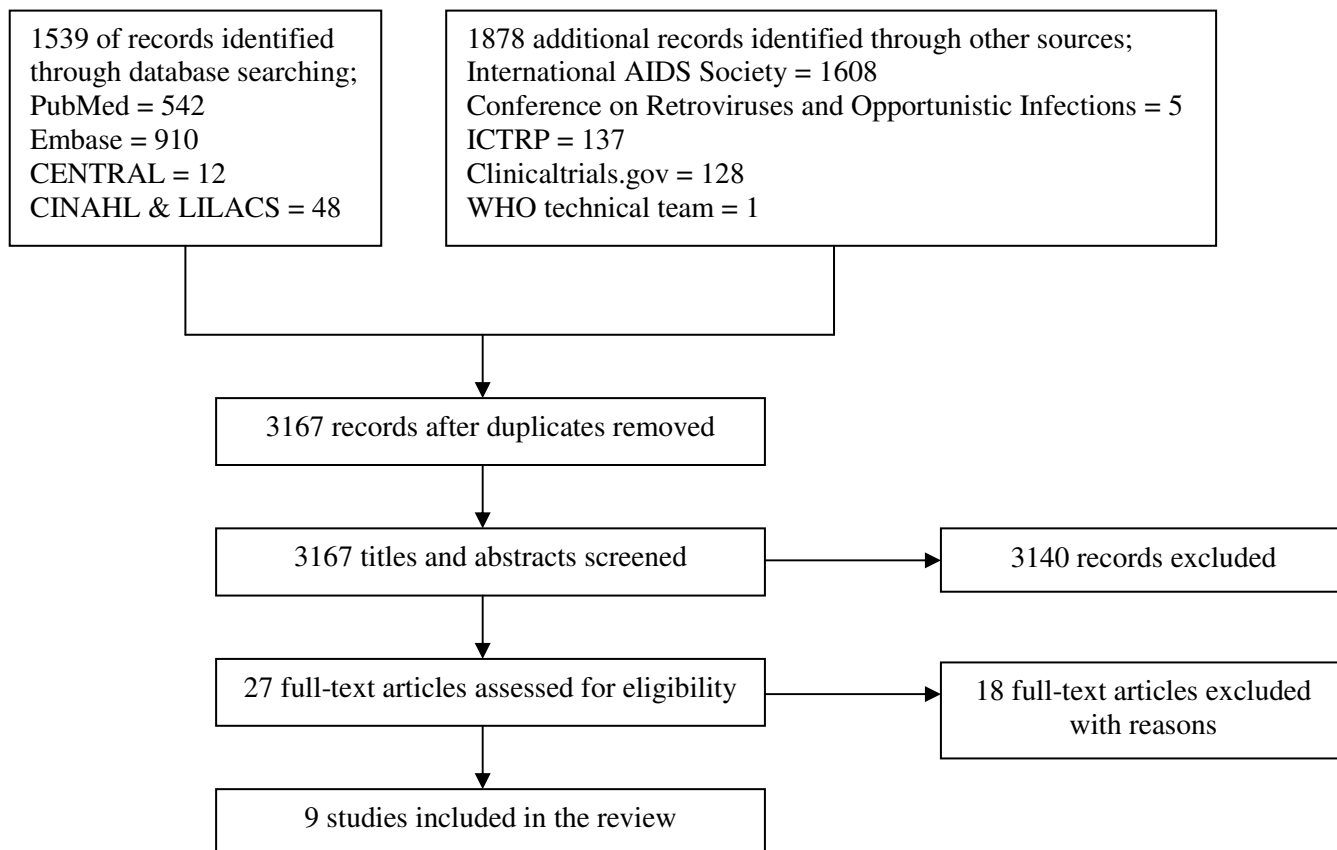 1539 of records identified
through database searching;
PubMed = 542
Embase = 910
CENTRAL = 12
CINAHL & LILACS = 48
1878 additional records identified through other sources;
International AIDS Society = 1608
Conference on Retroviruses and Opportunistic Infections = 5
ICTRP = 137
Clinicaltrials.gov = 128
WHO technical team = 1
3167 records after duplicates removed
3167 titles and abstracts screened
3140 records excluded
27 full-text articles assessed for eligibility
18 full-text articles excluded
with reasons
9 studies included in the review